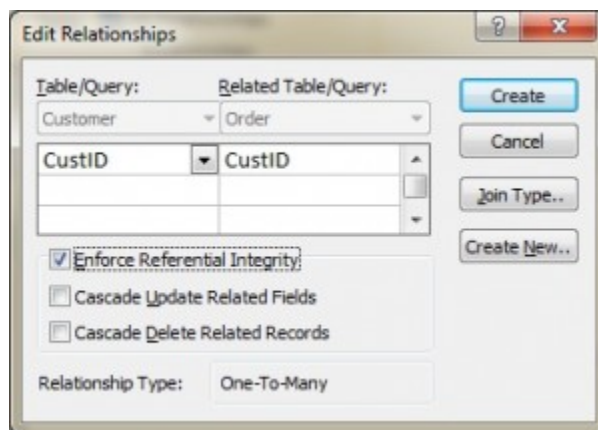 Edit Relationships
Table/Query: Related Table/Query:
Customer Order
CustID CustID
Enforce Referential Integrity
Cascade Update Related Fields
Cascade Delete Related Records
Relationship Type: One-To-Many
Create
Cancel
Join Type..
Create New..